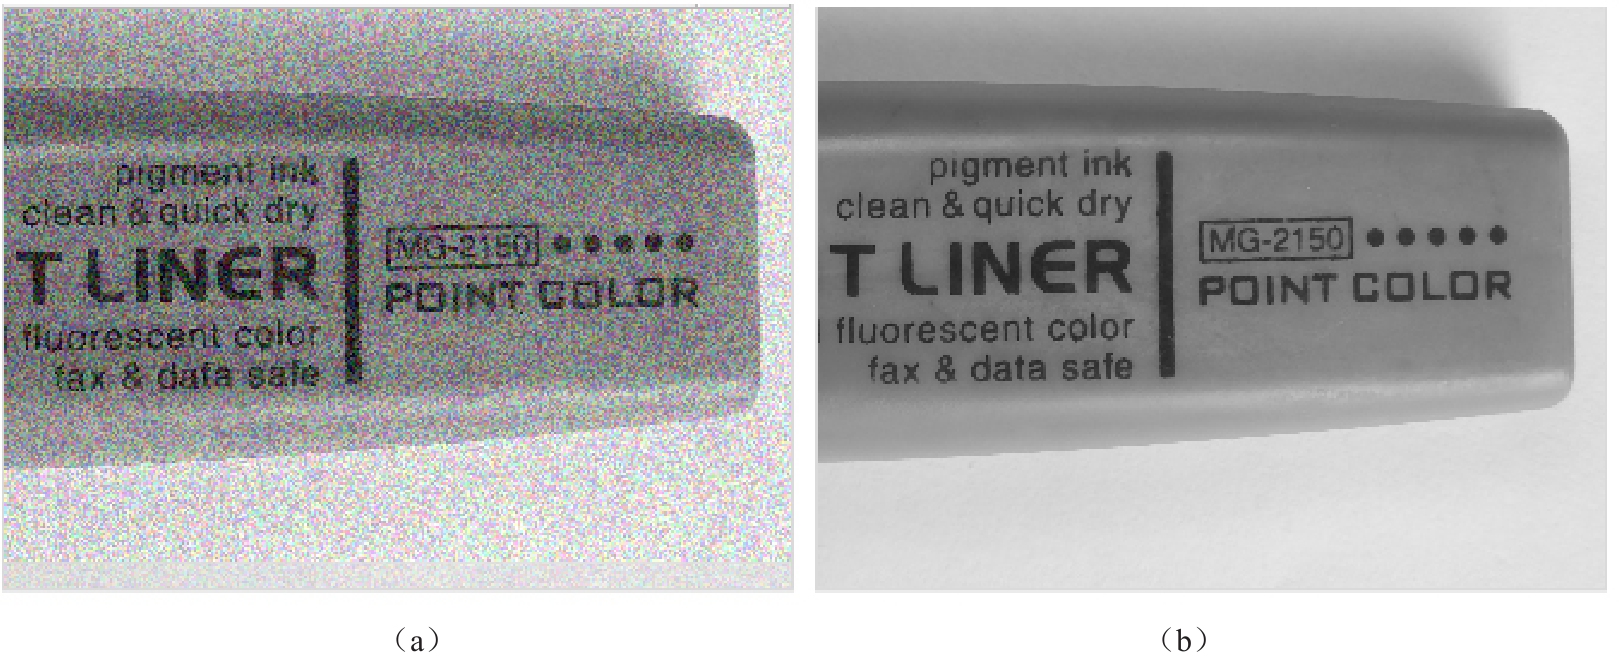 pigment ink
clean & quick dry
T LINER
fluorescent color
fax & data safe
MG-2150
POINT COLOR
(a)
pigment ink
clean & quick dry
T LINER
fluorescent color
fax & data safe
MG-2150
POINT COLOR
(b)